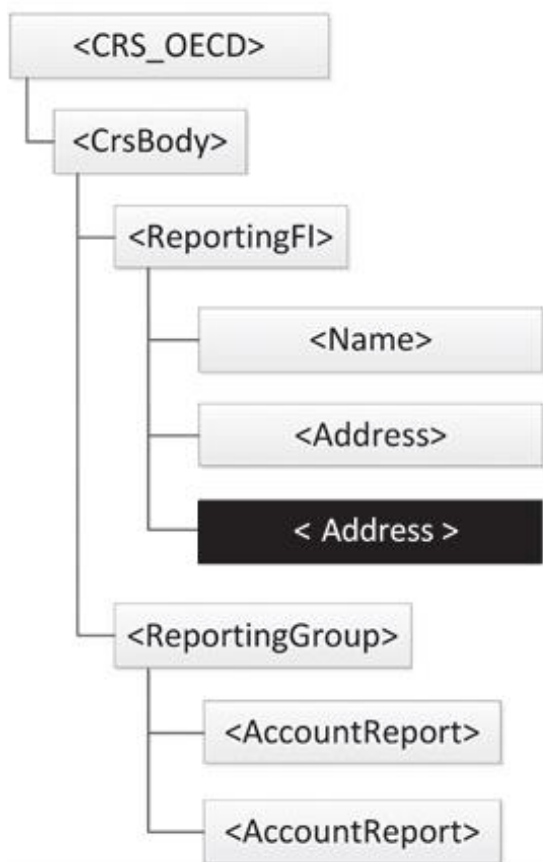 <CRS_OECD>
<CrsBody>
<ReportingFI>
<Name>
<Address>
< Address >
<ReportingGroup>
<AccountReport>
<AccountReport>